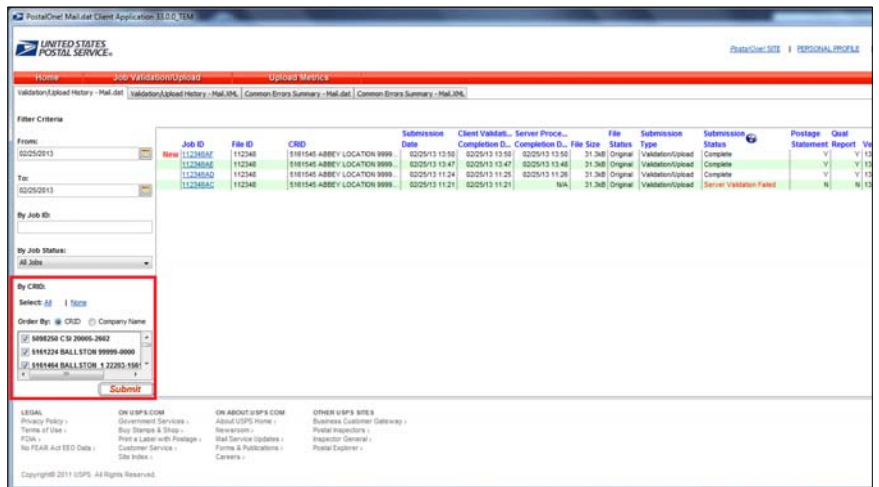 PostalOne! Mail.dat Client Application 33.0.0_TEM
UNITED STATES
POSTAL SERVICE®
PostalOne! SITE | PERSONAL PROFILE
Home Job Validation/Upload Upload Metrics
Validation/Upload History - Mail.dat Validation/Upload History - Mail.XML Common Errors Summary - Mail.dat Common Errors Summary - Mail.XML
Filter Criteria
From:
02/25/2013
To:
02/25/2013
By Job ID:
By Job Status:
All Jobs
By CRID:
Select: All | None
Order By: CRID Company Name
5098250 CSI 20005-2602
5161224 BALLSTON 99999-0000
5161464 BALLSTON 1 22203-156
Submit
Submission Client Validati... Server Proce... File Submission Submission Postage Qual
Job ID File ID CRID Date Completion D... Completion D... File Size Status Type Status Statement Report Ve
New 112348AF 112348 5161545 ABBEY LOCATION 9999... 02/25/13 13:50 02/25/13 13:50 02/25/13 13:50 31.3kB Original Validation/Upload Complete Y Y 13
112348AE 112348 5161545 ABBEY LOCATION 9999... 02/25/13 13:47 02/25/13 13:47 02/25/13 13:48 31.3kB Original Validation/Upload Complete Y Y 13
112348AD 112348 5161545 ABBEY LOCATION 9999... 02/25/13 11:24 02/25/13 11:25 02/25/13 11:26 31.3kB Original Validation/Upload Complete Y Y 13
112348AC 112348 5161545 ABBEY LOCATION 9999... 02/25/13 11:21 02/25/13 11:21 N/A 31.3kB Original Validation/Upload Server Validation Failed N N 13
LEGAL ON USPS.COM ON ABOUT.USPS.COM OTHER USPS SITES
Privacy Policy › Government Services › About USPS Home › Business Customer Gateway ›
Terms of Use › Buy Stamps & Shop › Newsroom › Postal Inspectors ›
FOIA › Print a Label with Postage › Mail Service Updates › Inspector General ›
No FEAR Act EEO Data › Customer Service › Forms & Publications › Postal Explorer ›
Site Index › Careers ›
Copyright© 2011 USPS. All Rights Reserved.